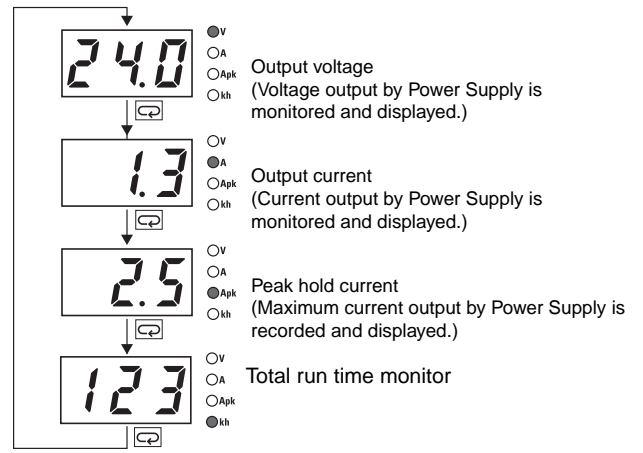 24.0
V
A
Apk
kh
Output voltage
(Voltage output by Power Supply is
monitored and displayed.)
1.3
V
A
Apk
kh
Output current
(Current output by Power Supply is
monitored and displayed.)
2.5
V
A
Apk
kh
Peak hold current
(Maximum current output by Power Supply is
recorded and displayed.)
123
V
A
Apk
kh
Total run time monitor